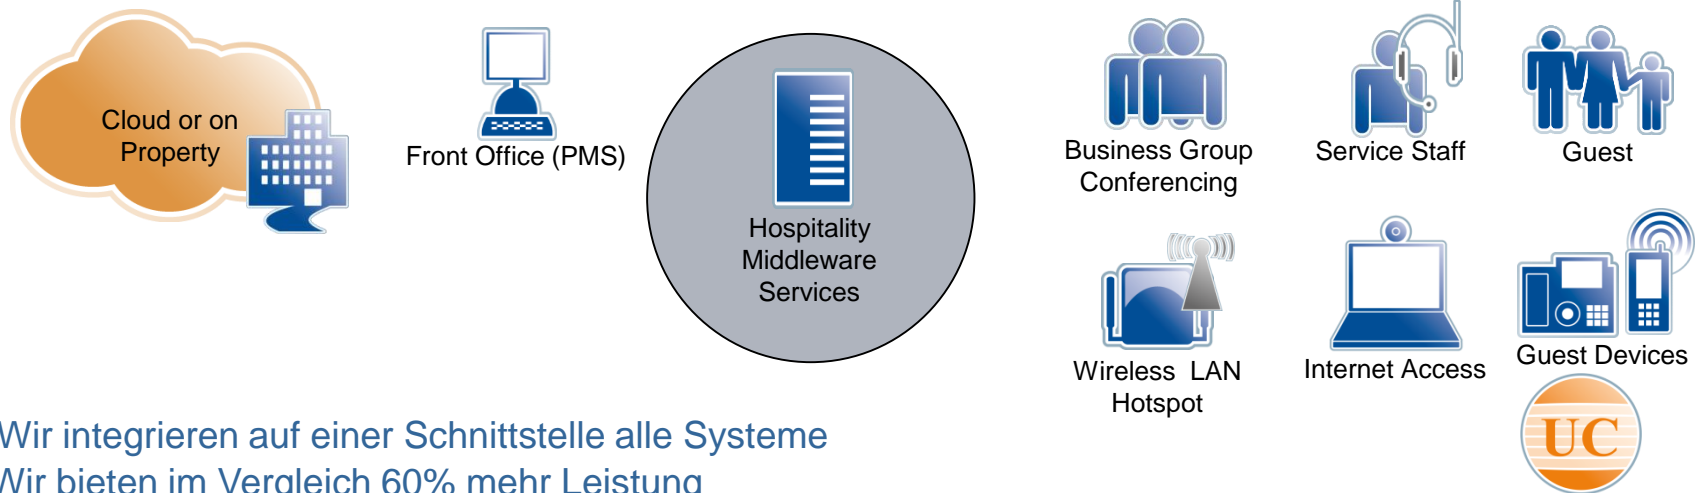 Cloud or on
Property
Front Office (PMS)
Hospitality
Middleware
Services
Business Group
Conferencing
Service Staff
Guest
Wireless LAN
Hotspot
Internet Access
Guest Devices
UC
Wir integrieren auf einer Schnittstelle alle Systeme
Wir bieten im Vergleich 60% mehr Leistung